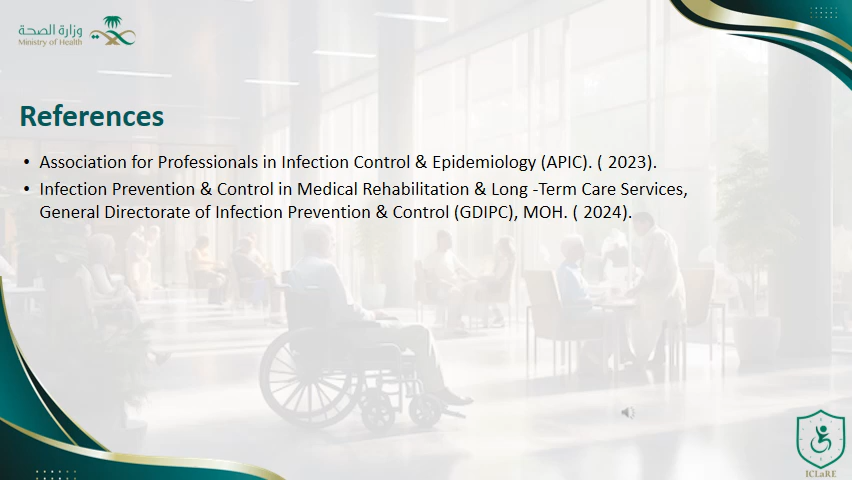 وزارة الصحة
Ministry of Health
References
• Association for Professionals in Infection Control & Epidemiology (APIC). ( 2023).
• Infection Prevention & Control in Medical Rehabilitation & Long -Term Care Services,
General Directorate of Infection Prevention & Control (GDIPC), MOH. ( 2024).
ICLaRE